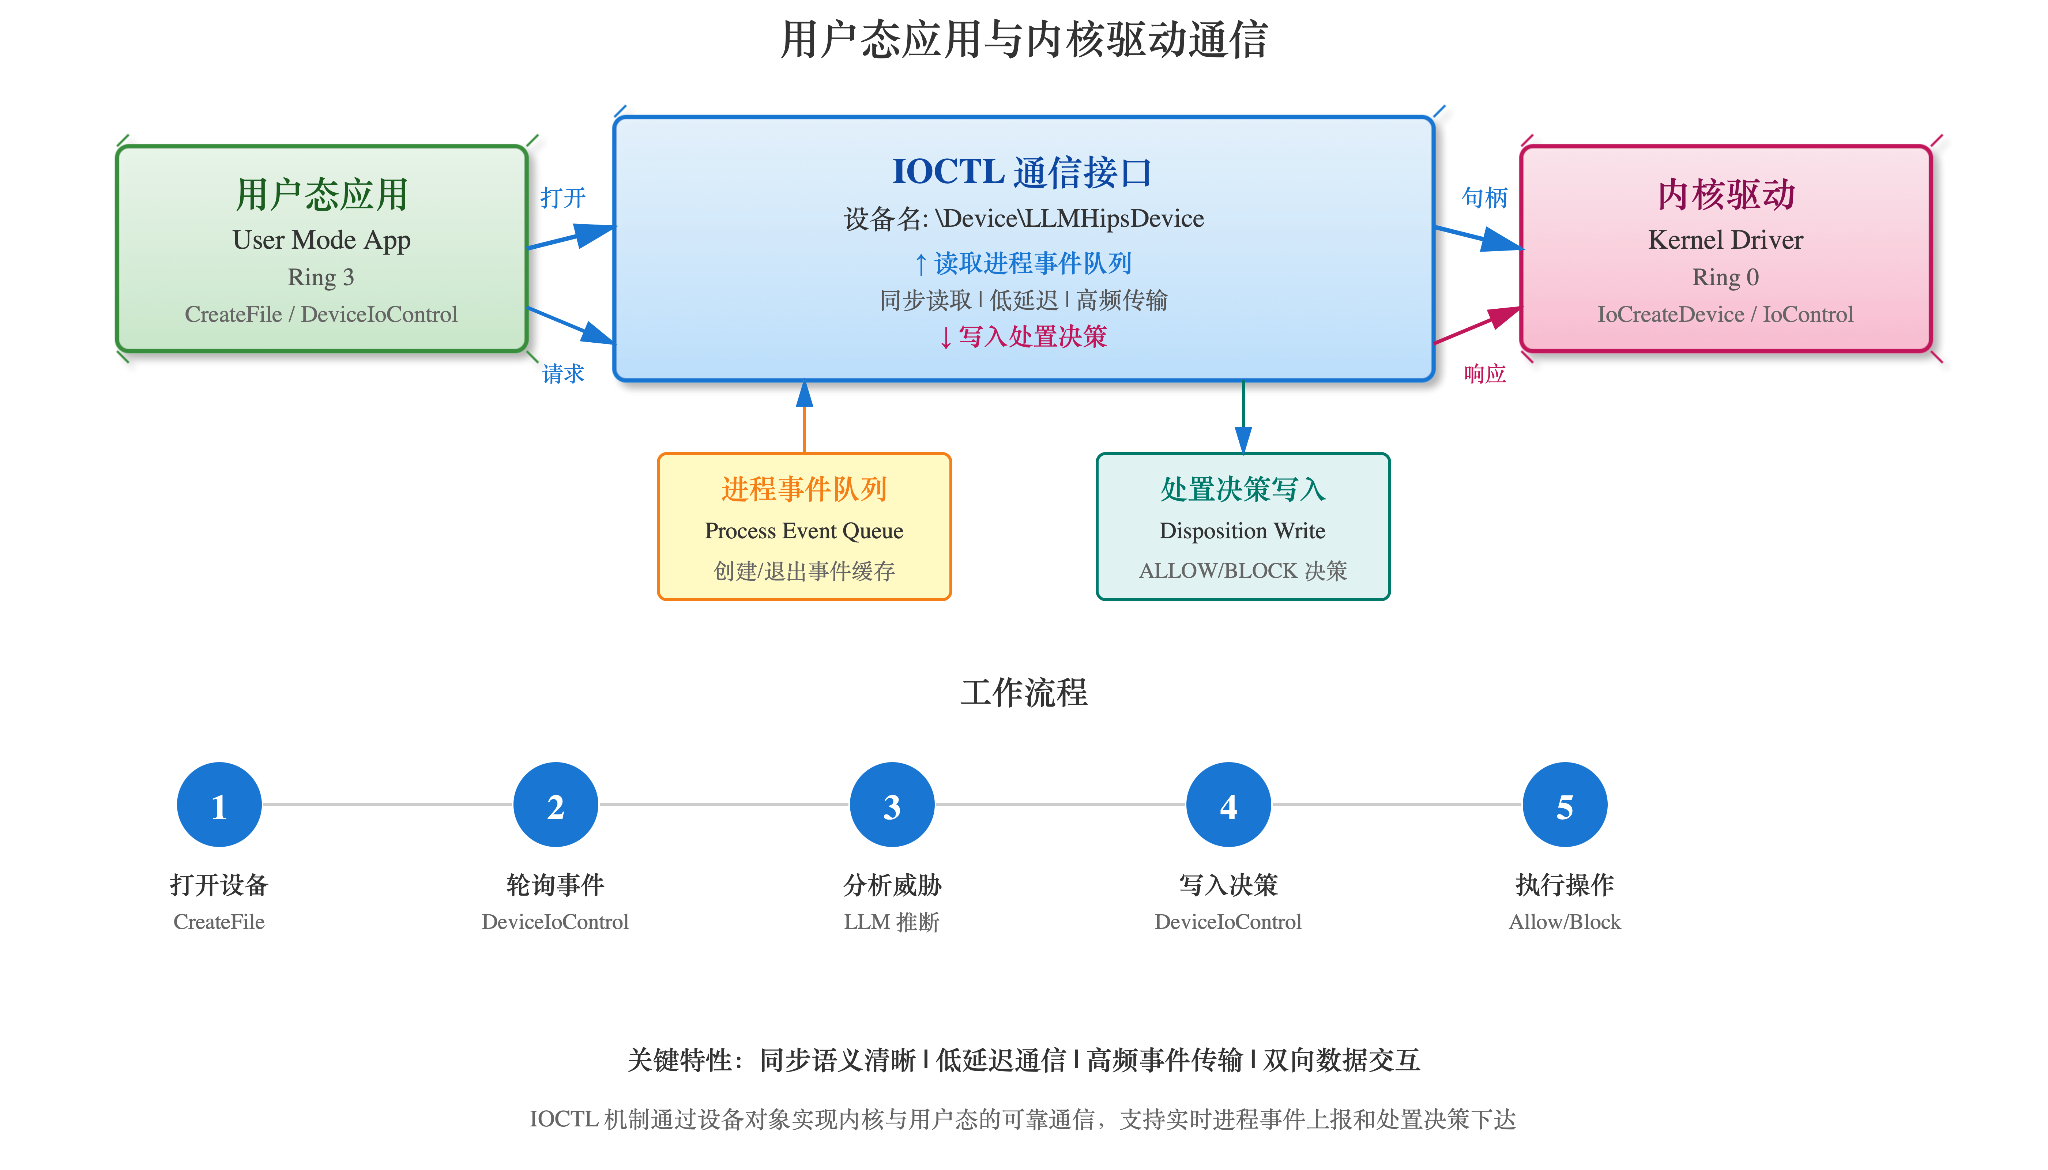 用户态应用与内核驱动通信
用户态应用
User Mode App
Ring 3
CreateFile / DeviceIoControl
打开
请求
IOCTL 通信接口
设备名: \Device\LLMHipsDevice
↑ 读取进程事件队列
同步读取 | 低延迟 | 高频传输
↓ 写入处置决策
句柄
响应
内核驱动
Kernel Driver
Ring 0
IoCreateDevice / IoControl
进程事件队列
Process Event Queue
创建/退出事件缓存
处置决策写入
Disposition Write
ALLOW/BLOCK 决策
工作流程
1
2
3
4
5
打开设备
轮询事件
分析威胁
写入决策
执行操作
CreateFile
DeviceIoControl
LLM 推断
DeviceIoControl
Allow/Block
关键特性：同步语义清晰 | 低延迟通信 | 高频事件传输 | 双向数据交互
IOCTL 机制通过设备对象实现内核与用户态的可靠通信，支持实时进程事件上报和处置决策下达